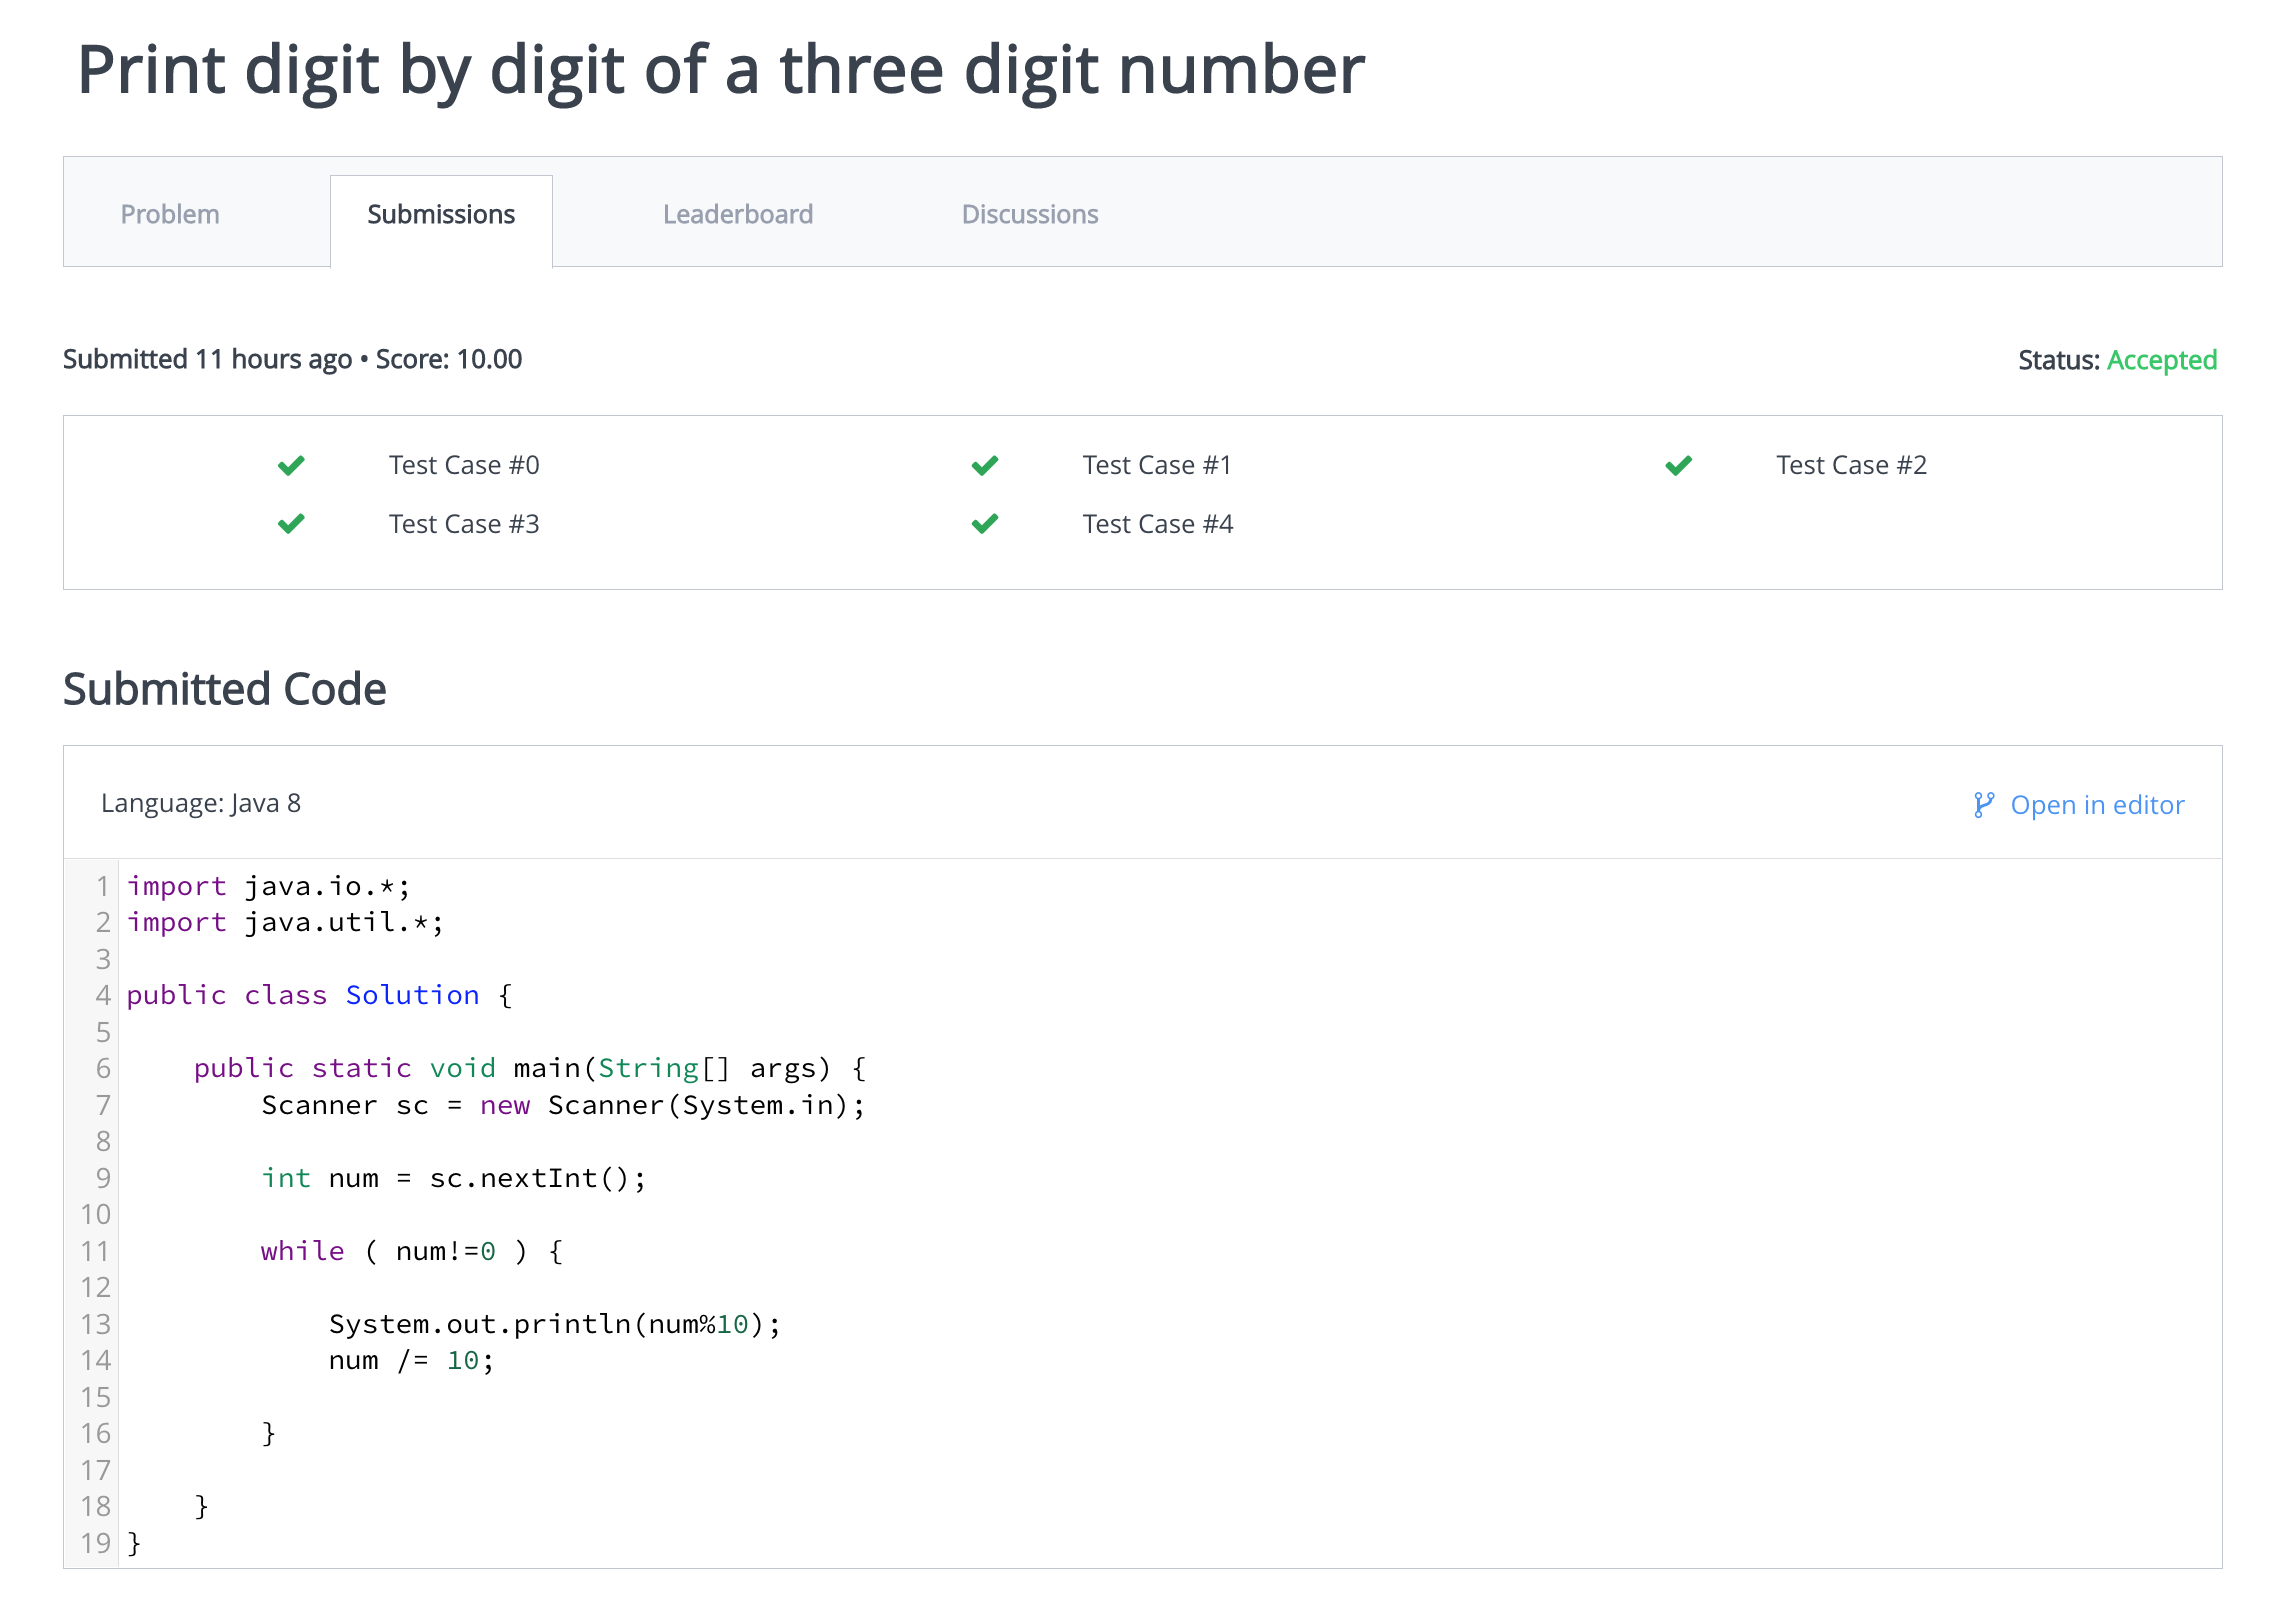 Print digit by digit of a three digit number
Problem
Submissions
Leaderboard
Discussions
Submitted 11 hours ago • Score: 10.00
Status: Accepted
Test Case #0
Test Case #1
Test Case #2
Test Case #3
Test Case #4
Submitted Code
Language: Java 8
Open in editor
1 import java.io.*;
2 import java.util.*;
3
4 public class Solution {
5
6     public static void main(String[] args) {
7         Scanner sc = new Scanner(System.in);
8
9         int num = sc.nextInt();
10
11         while ( num!=0 ) {
12
13             System.out.println(num%10);
14             num /= 10;
15
16         }
17
18     }
19 }